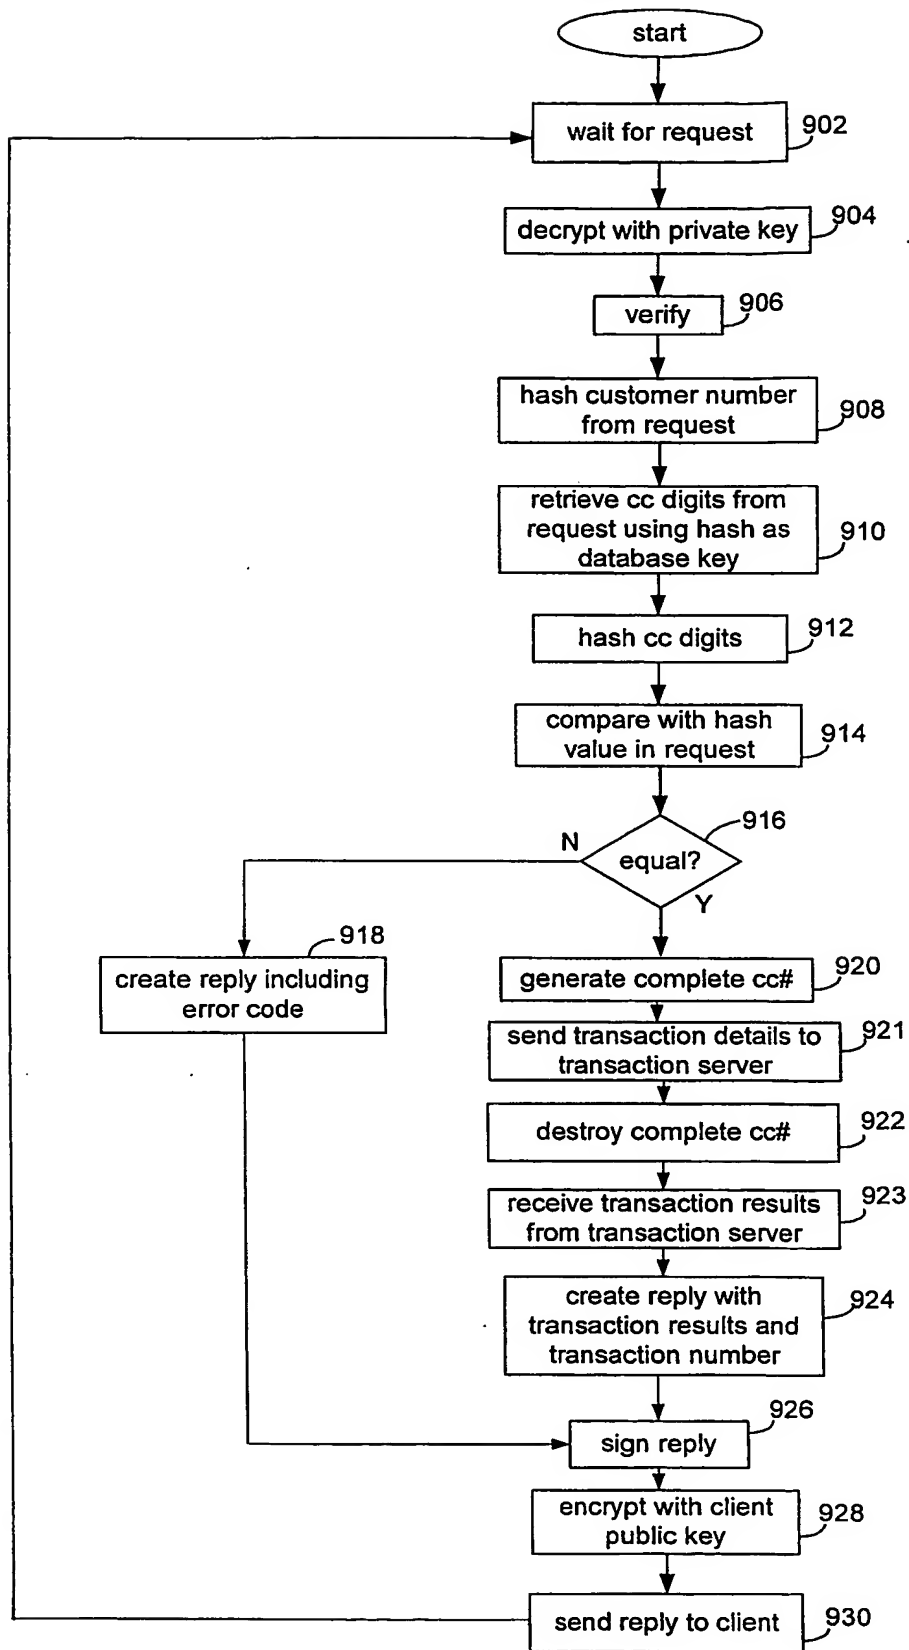 start
wait for request
902
decrypt with private key
904
verify
906
hash customer number
from request
908
retrieve cc digits from
request using hash as
database key
910
hash cc digits
912
compare with hash
value in request
914
916
N
equal?
Y
918
create reply including
error code
generate complete cc#
920
send transaction details to
transaction server
921
destroy complete cc#
922
receive transaction results
from transaction server
923
create reply with
transaction results and
transaction number
924
926
sign reply
encrypt with client
public key
928
send reply to client
930